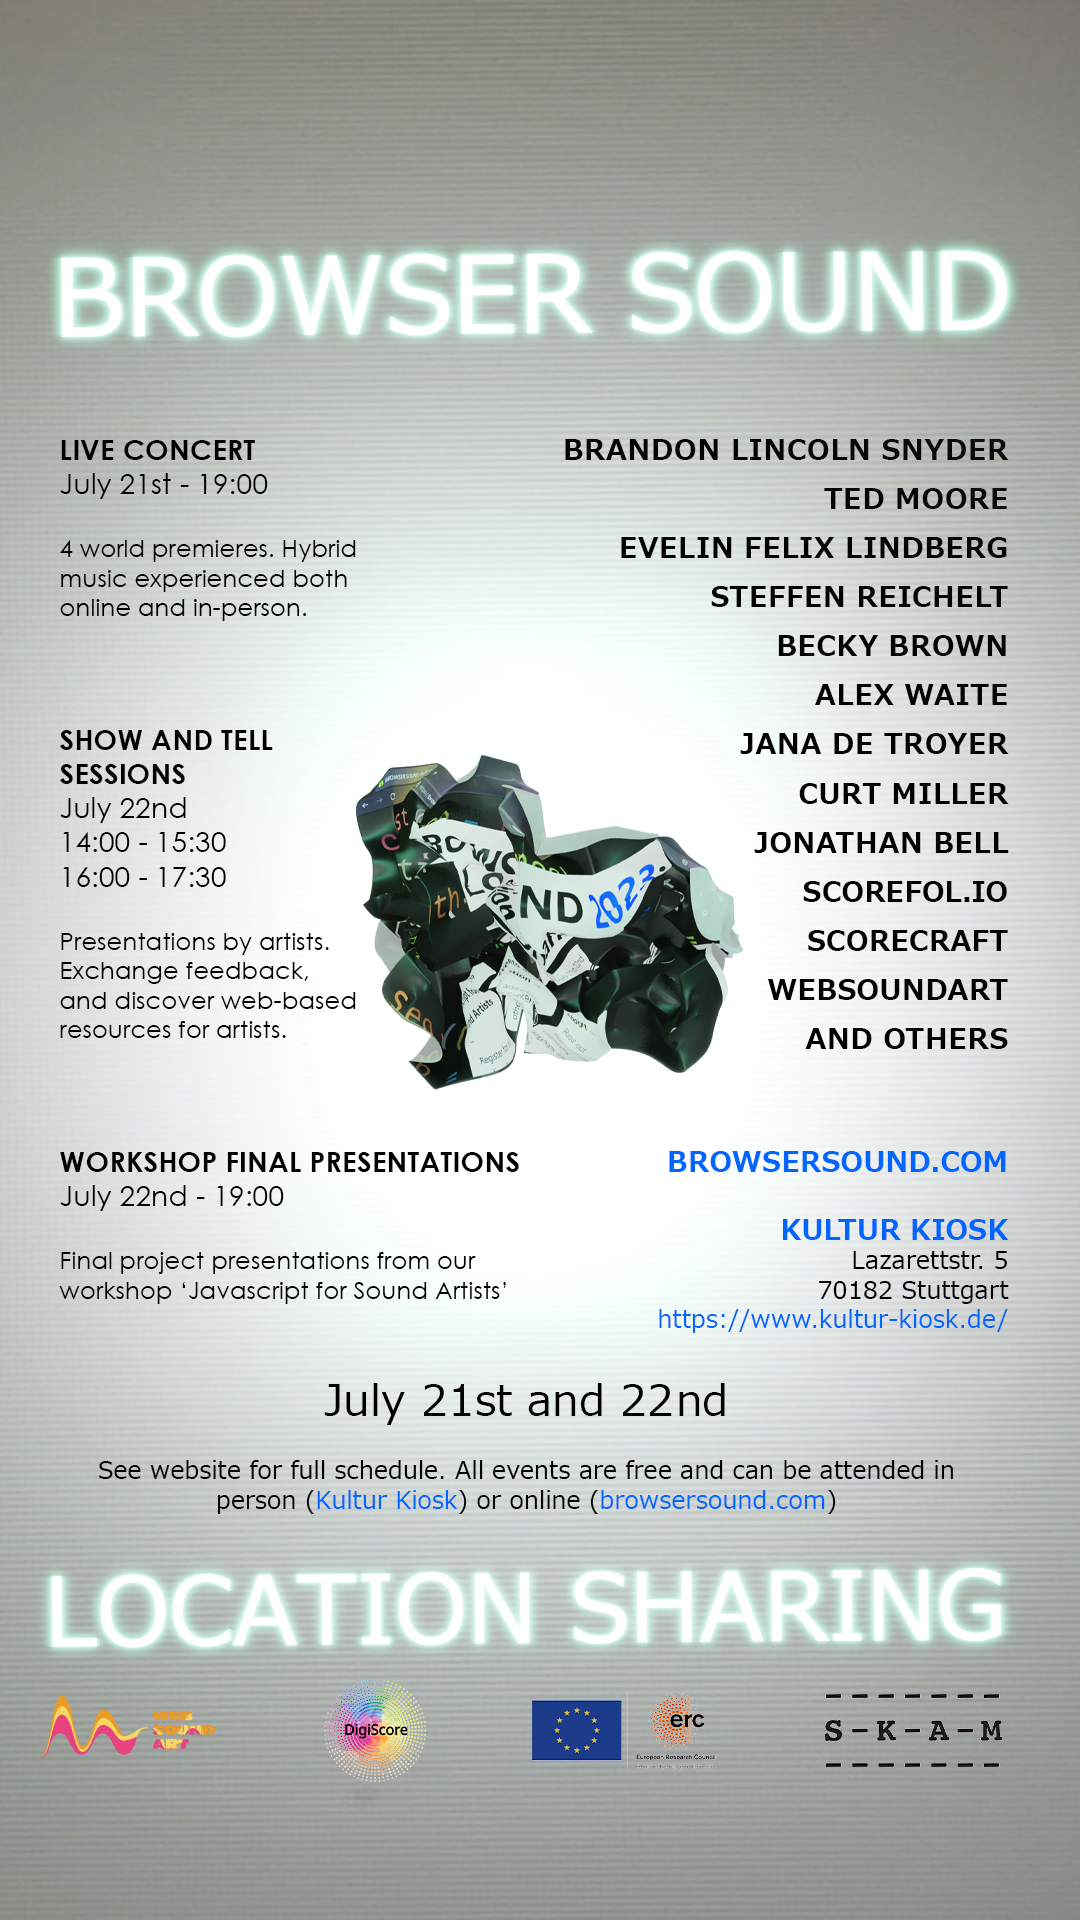 BROWSER SOUND
LIVE CONCERT
July 21st - 19:00
4 world premieres. Hybrid
music experienced both
online and in-person.
SHOW AND TELL
SESSIONS
July 22nd
14:00 - 15:30
16:00 - 17:30
Presentations by artists.
Exchange feedback,
and discover web-based
resources for artists.
BRANDON LINCOLN SNYDER
TED MOORE
EVELIN FELIX LINDBERG
STEFFEN REICHELT
BECKY BROWN
ALEX WAITE
JANA DE TROYER
CURT MILLER
JONATHAN BELL
SCOREFOL.IO
SCORECRAFT
WEBSOUNDART
AND OTHERS
ND 2023.
WORKSHOP FINAL PRESENTATIONS
July 22nd - 19:00
Final project presentations from our
workshop ‘Javascript for Sound Artists’
BROWSERSOUND.COM
KULTUR KIOSK
Lazarettstr. 5
70182 Stuttgart
https://www.kultur-kiosk.de/
July 21st and 22nd
See website for full schedule. All events are free and can be attended in
person (Kultur Kiosk) or online (browsersound.com)
LOCATION SHARING
WEB
SOUND
ART
DigiScore
erc
European Research Council
S-K-A-M